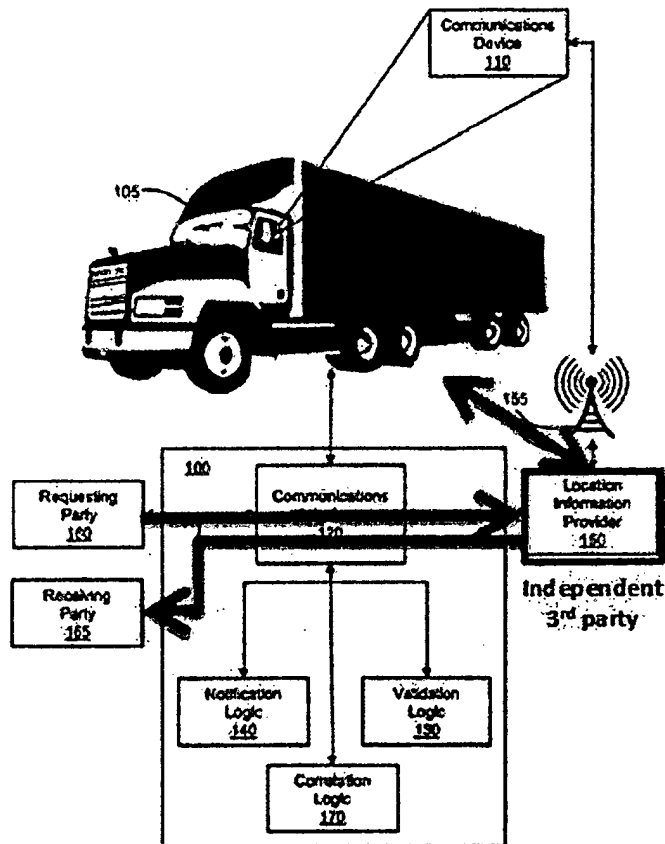 Communications
Device
110
105
155
100
Communications
120
Requesting
Party
160
Location
Information
Provider
150
Independent
3rd party
Receiving
Party
165
Notification
Logic
140
Validation
Logic
130
Correlation
Logic
170